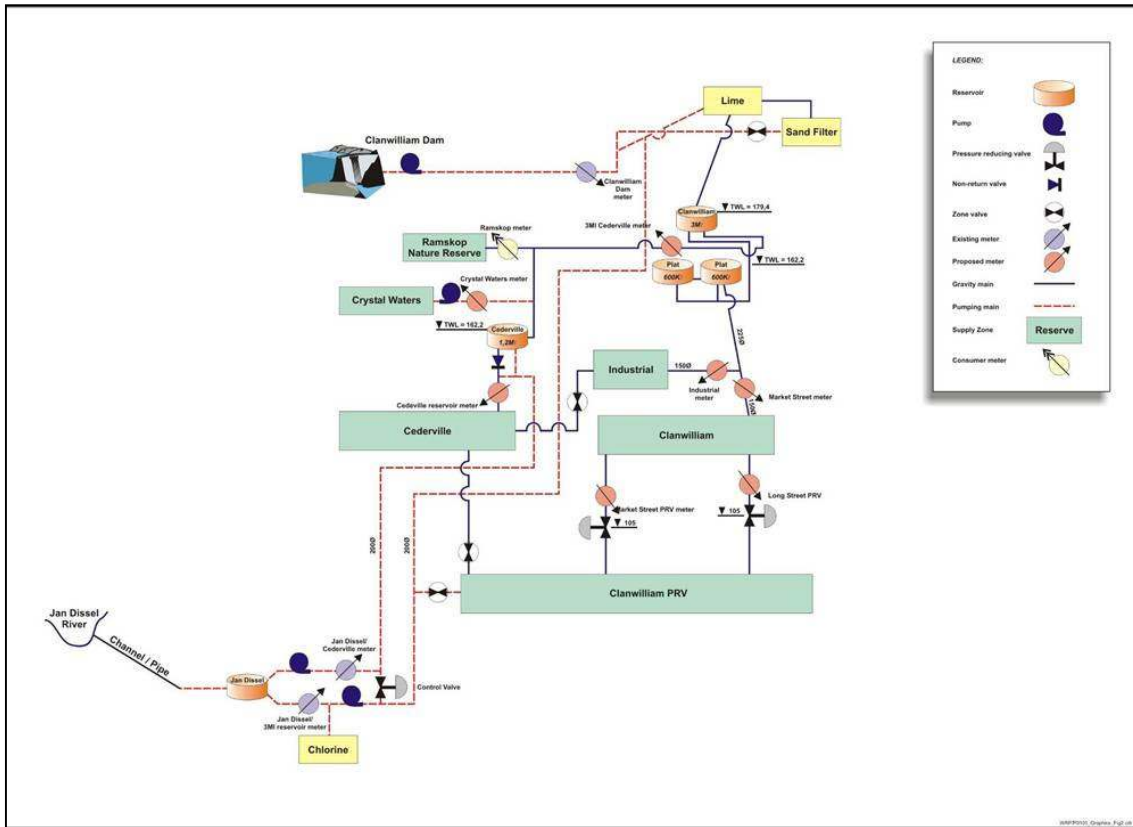 LEGEND:
Reservoir
Pump
Pressure reducing valve
Non-return valve
Zone valve
Existing meter
Proposed meter
Gravity main
Pumping main
Supply Zone
Reserve
Consumer meter
Lime
Sand Filter
Clanwilliam Dam
Clanwilliam
Dam
meter
Clanwilliam
TWL = 179,4
Ramskop meter
3Ml Cederville meter
Ramskop
Nature Reserve
TWL = 162,2
Plat
600K
Plat
600K
Crystal Waters meter
Crystal Waters
TWL = 162,2
Cederville
225Ø
Industrial
150Ø
Industrial
meter
Market Street meter
150Ø
Cedeville reservoir meter
Cederville
Clanwilliam
Long Street PRV
Market Street PRV meter
105
105
200Ø
200Ø
Clanwilliam PRV
Jan Dissel
River
Channel / Pipe
Jan Dissel/
Cederville meter
Jan Dissel
Control Valve
Jan Dissel/
3Ml reservoir meter
Chlorine